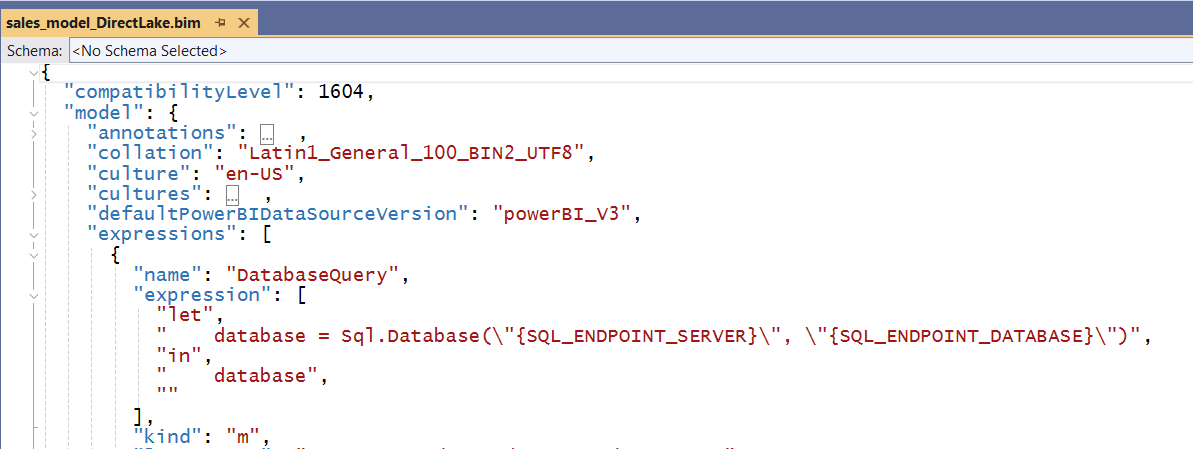 sales_model_DirectLake.bim
Schema: <No Schema Selected>
{
"compatibilityLevel": 1604,
"model": {
"annotations": ... ,
"collation": "Latin1_General_100_BIN2_UTF8",
"culture": "en-US",
"cultures": ... ,
"defaultPowerBIDataSourceVersion": "powerBI_V3",
"expressions": [
{
"name": "DatabaseQuery",
"expression": [
"let",
"    database = Sql.Database(\"{SQL_ENDPOINT_SERVER}\", \"{SQL_ENDPOINT_DATABASE}\")",
"in",
"    database",
""
],
"kind": "m",